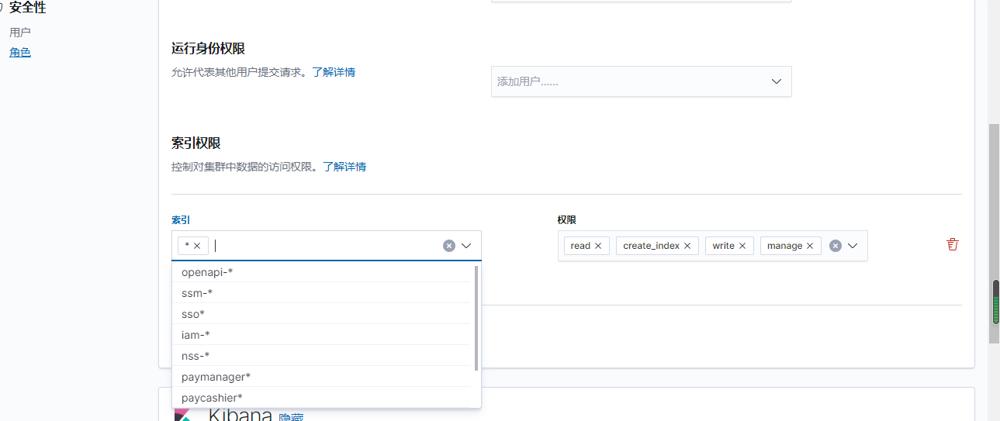 安全性
用户
角色
运行身份权限
允许代表其他用户提交请求。了解详情
添加用户......
索引权限
控制对集群中数据的访问权限。了解详情
索引
权限
*
read create_index write manage
openapi-*
ssm-*
sso*
iam-*
nss-*
paymanager*
paycashier*
Kibana 隐藏